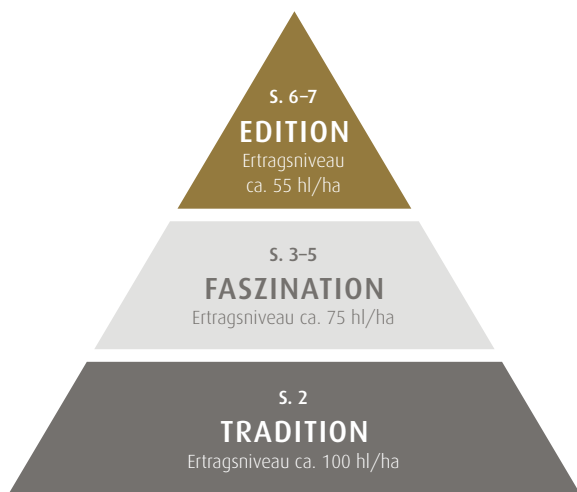 S. 6–7
EDITION
Ertragsniveau
ca. 55 hl/ha
S. 3–5
FASZINATION
Ertragsniveau ca. 75 hl/ha
S. 2
TRADITION
Ertragsniveau ca. 100 hl/ha